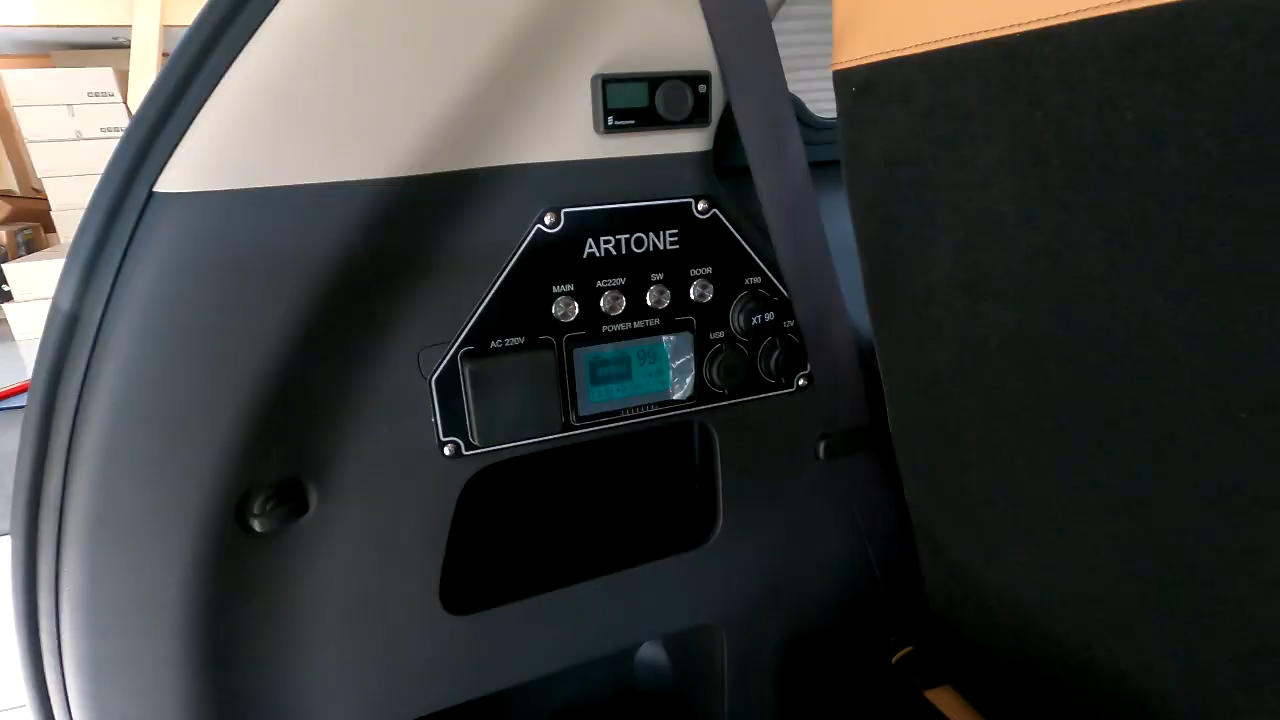 ARTONE
MAIN
AC220V
SW
DOOR
XT90
XT 90
12V
USB
POWER METER
AC 220V
99